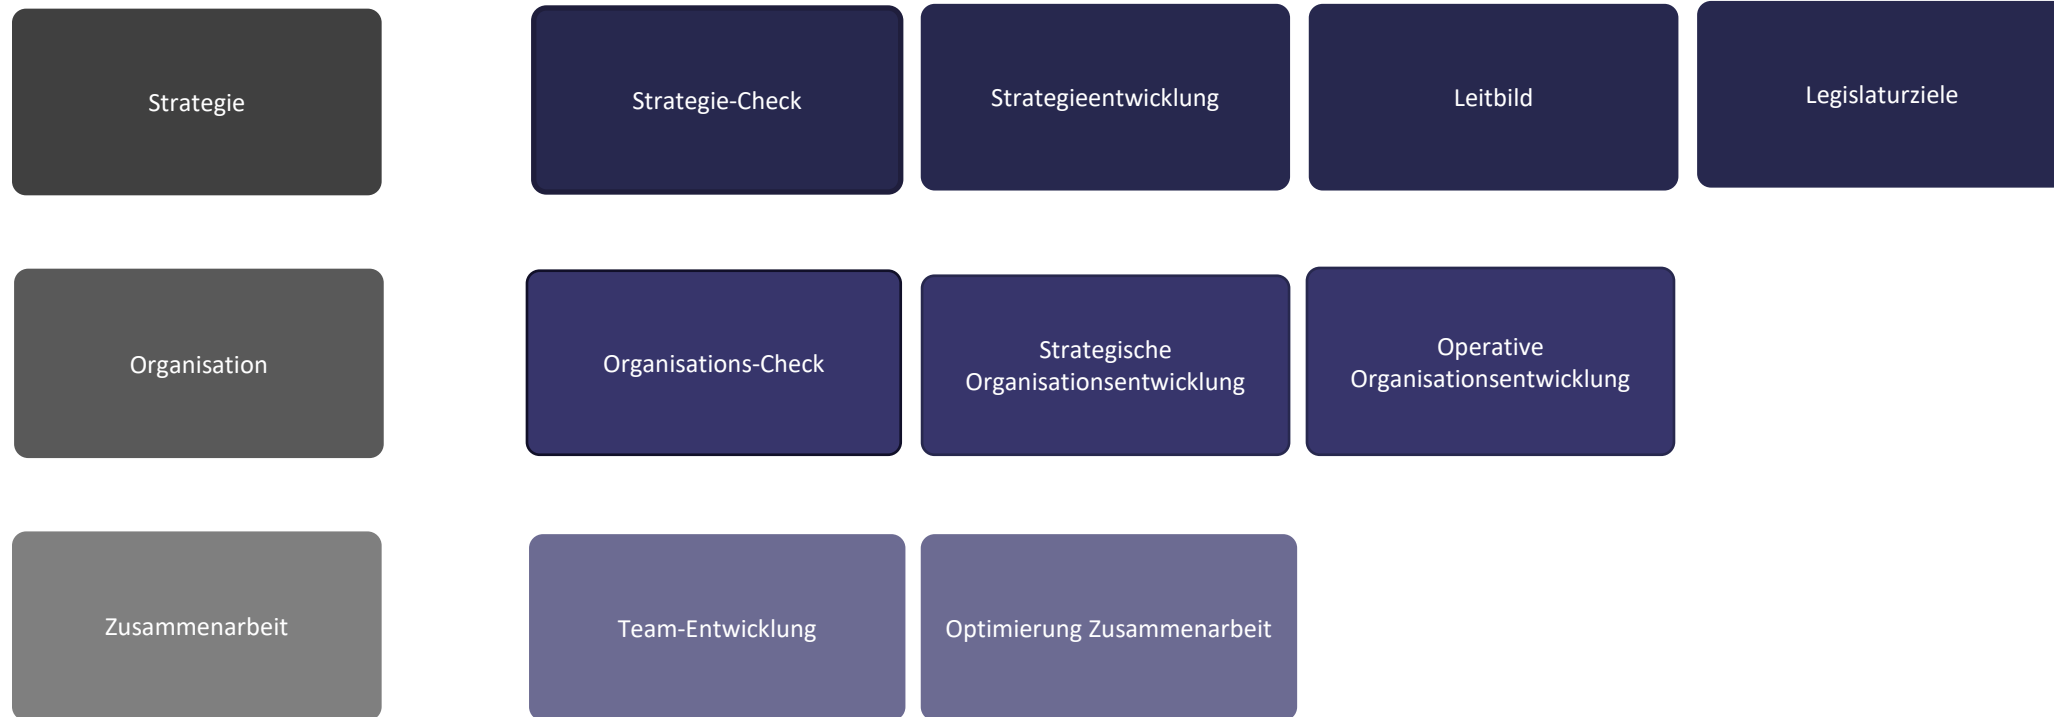 Strategie
Strategie-Check
Strategieentwicklung
Leitbild
Legislaturziele
Organisation
Organisations-Check
Strategische
Organisationsentwicklung
Operative
Organisationsentwicklung
Zusammenarbeit
Team-Entwicklung
Optimierung Zusammenarbeit